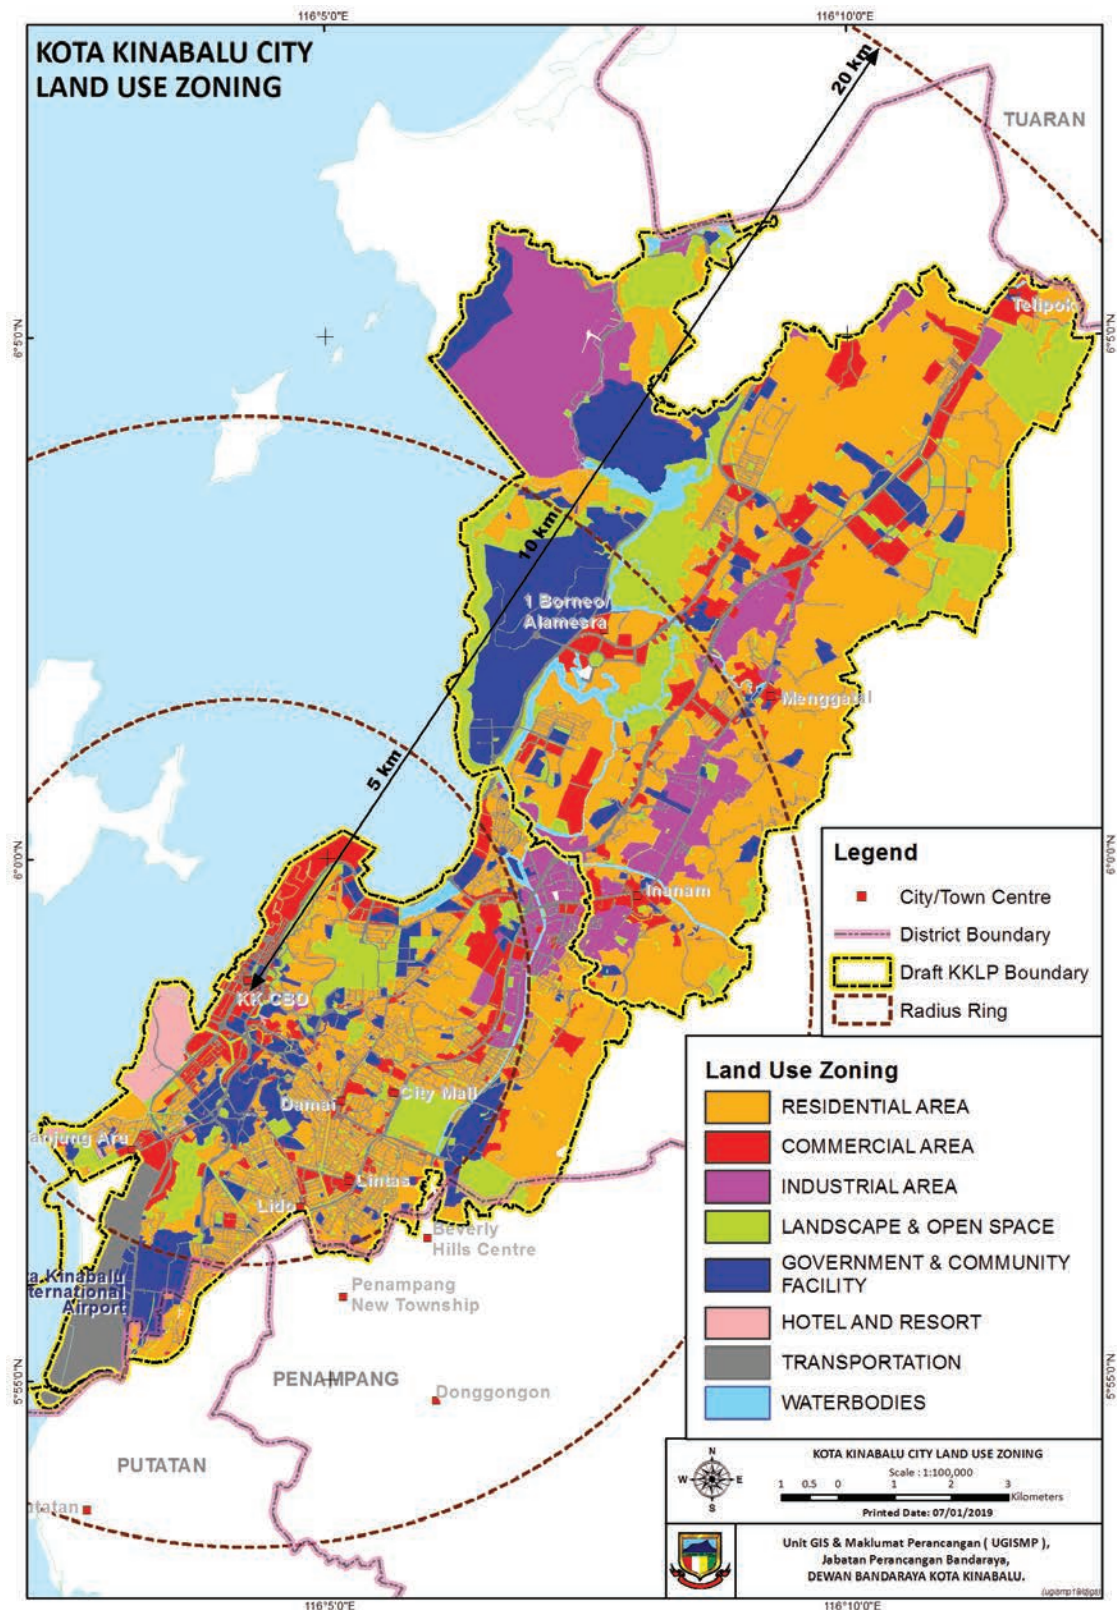 116°5'0"E
116°10'0"E
KOTA KINABALU CITY
LAND USE ZONING
20 km
TUARAN
6°5'0"N
6°5'0"N
Telipok
10 km
1 Borneo/
Alamesra
Menggatal
5 km
6°0'0"N
6°0'0"N
Inanam
KK-CBD
City Mall
Damai
anjung Aru
Lintas
Lido
Beverly
Hills Centre
ta Kinabalu
nternational
Airport
Penampang
New Township
PENAMPANG
Donggongon
5°55'0"N
5°55'0"N
PUTATAN
utatan
Legend
City/Town Centre
District Boundary
Draft KKLP Boundary
Radius Ring
Land Use Zoning
RESIDENTIAL AREA
COMMERCIAL AREA
INDUSTRIAL AREA
LANDSCAPE & OPEN SPACE
GOVERNMENT & COMMUNITY
FACILITY
HOTEL AND RESORT
TRANSPORTATION
WATERBODIES
N
W E
S
KOTA KINABALU CITY LAND USE ZONING
Scale : 1:100,000
1 0.5 0 1 2 3
Kilometers
Printed Date: 07/01/2019
Unit GIS & Maklumat Perancangan ( UGISMP ),
Jabatan Perancangan Bandaraya,
DEWAN BANDARAYA KOTA KINABALU.
116°5'0"E
116°10'0"E